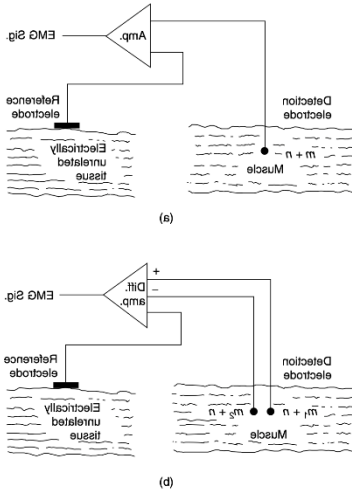 EMG Sig.
Amp.
Reference
electrode
Detection
electrode
Electrically
unrelated
tissue
n + m
Muscle
(a)
+
−
EMG Sig.
Diff.
amp.
Reference
electrode
Detection
electrode
Electrically
unrelated
tissue
n + m₂
m₁ + n
Muscle
(b)